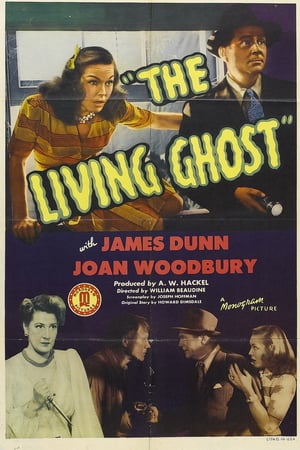 "THE
LIVING GHOST"
with JAMES DUNN
JOAN WOODBURY
Produced by A. W. HACKEL
Directed by WILLIAM BEAUDINE
Screenplay by JOSEPH HOFFMAN
Original Story by HOWARD DIMSDALE
A Monogram
PICTURE